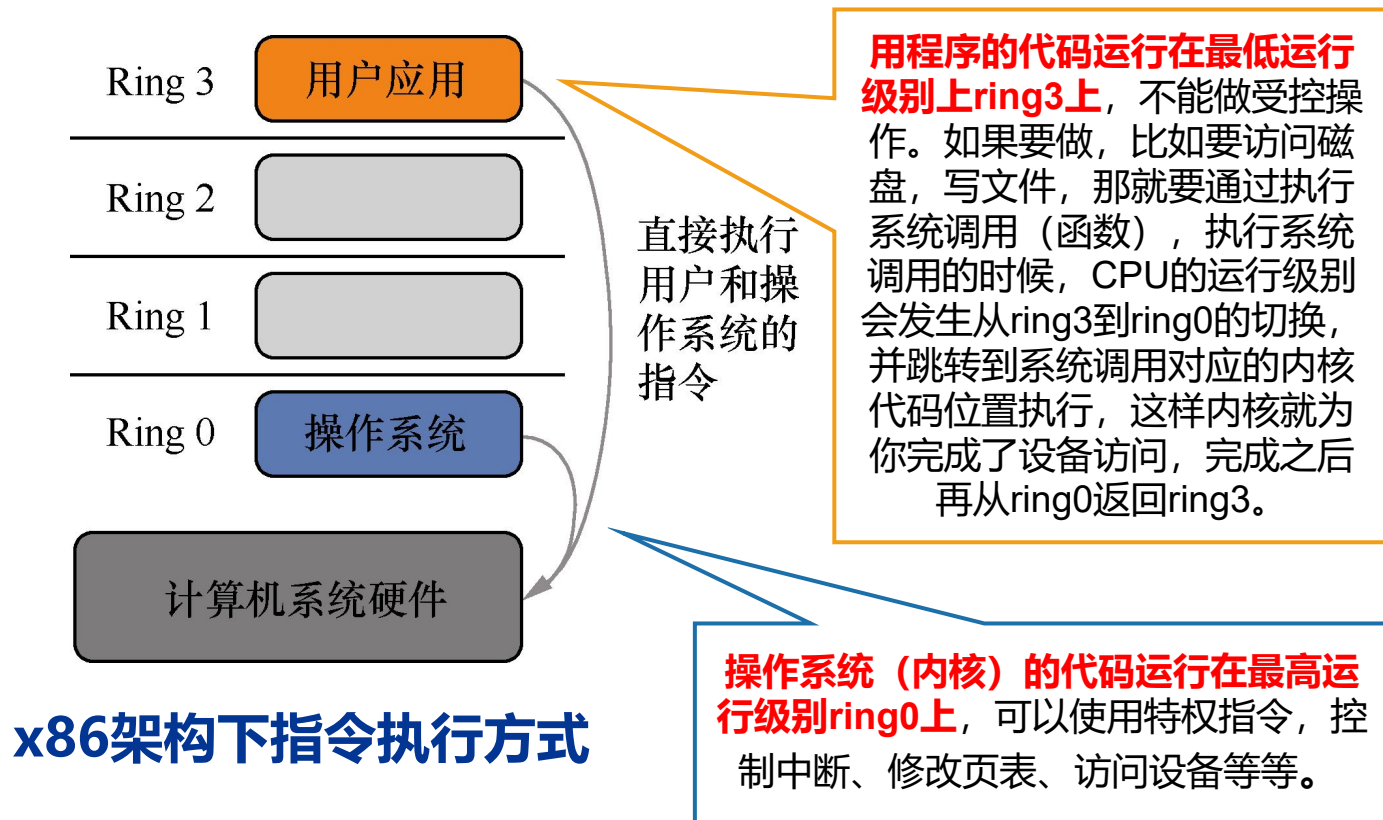 Ring 3
用户应用
Ring 2
Ring 1
Ring 0
操作系统
计算机系统硬件
直接执行
用户和操
作系统的
指令
x86架构下指令执行方式
用程序的代码运行在最低运行
级别上ring3上，不能做受控操
作。如果要做，比如要访问磁
盘，写文件，那就要通过执行
系统调用（函数），执行系统
调用的时候，CPU的运行级别
会发生从ring3到ring0的切换，
并跳转到系统调用对应的内核
代码位置执行，这样内核就为
你完成了设备访问，完成之后
再从ring0返回ring3。
操作系统（内核）的代码运行在最高运
行级别ring0上，可以使用特权指令，控
制中断、修改页表、访问设备等等。